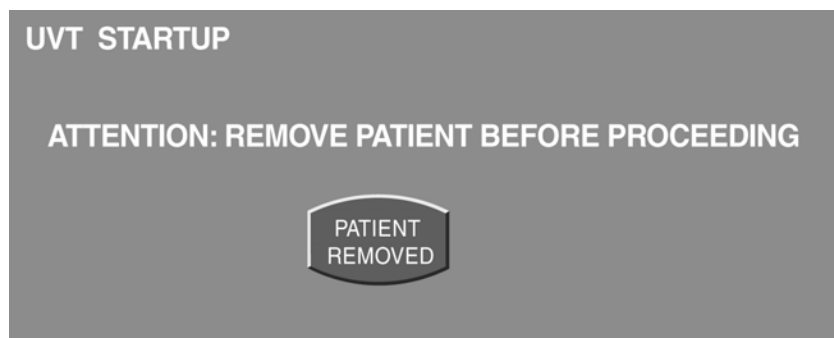 UVT STARTUP
ATTENTION: REMOVE PATIENT BEFORE PROCEEDING
PATIENT
REMOVED